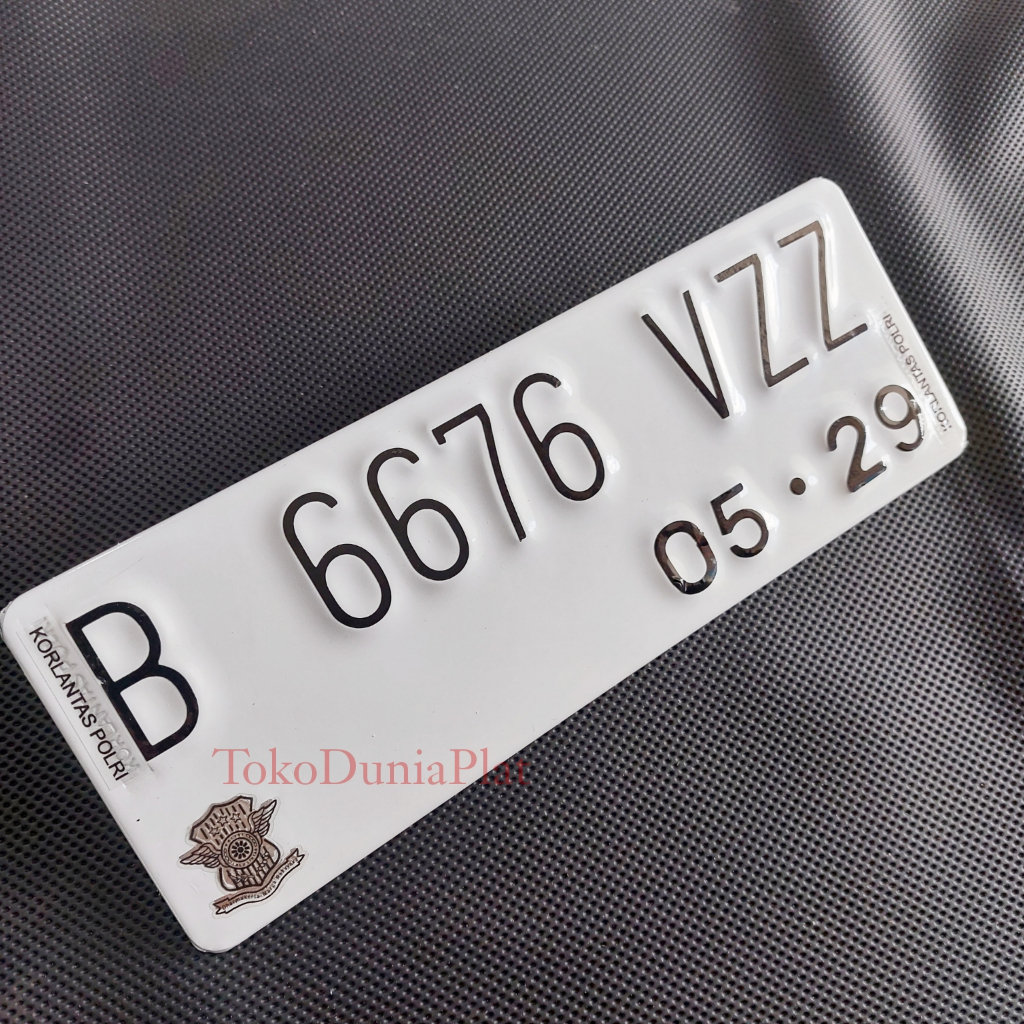 B 6676 VZZ
05·29
KORLANTAS POLRI
KORLANTAS POLRI
TokoDuniaPlat